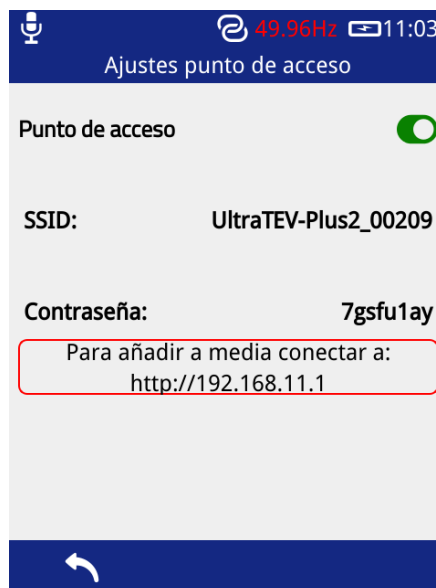 49.96Hz 11:03
Ajustes punto de acceso
Punto de acceso
SSID: UltraTEV-Plus2_00209
Contraseña: 7gsfu1ay
Para añadir a media conectar a:
http://192.168.11.1